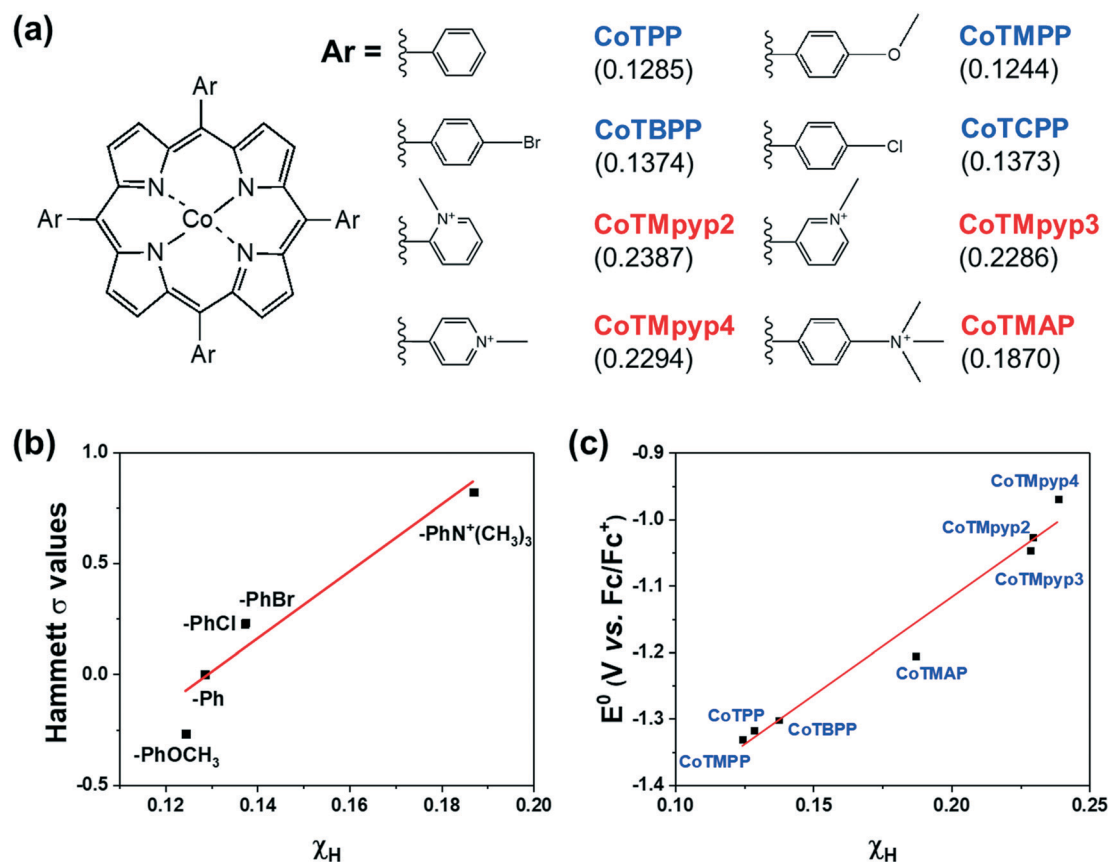 (a)
Ar =
CoTPP
(0.1285)
O
CoTMPP
(0.1244)
Br
CoTBPP
(0.1374)
Cl
CoTCPP
(0.1373)
N⁺
CoTMpyp2
(0.2387)
N⁺
CoTMpyp3
(0.2286)
N⁺
CoTMpyp4
(0.2294)
N⁺
CoTMAP
(0.1870)
Ar
N
N
Ar
Co
Ar
N
N
Ar
(b)
Hammett σ values
1.0
0.5
0.0
-0.5
-PhN⁺(CH₃)₃
-PhBr
-PhCl
-Ph
-PhOCH₃
0.12
0.14
0.16
0.18
0.20
χH
(c)
E⁰ (V vs. Fc/Fc⁺)
-0.9
-1.0
-1.1
-1.2
-1.3
-1.4
CoTMpyp4
CoTMpyp2
CoTMpyp3
CoTMAP
CoTPP
CoTBPP
CoTMPP
0.10
0.15
0.20
0.25
χH